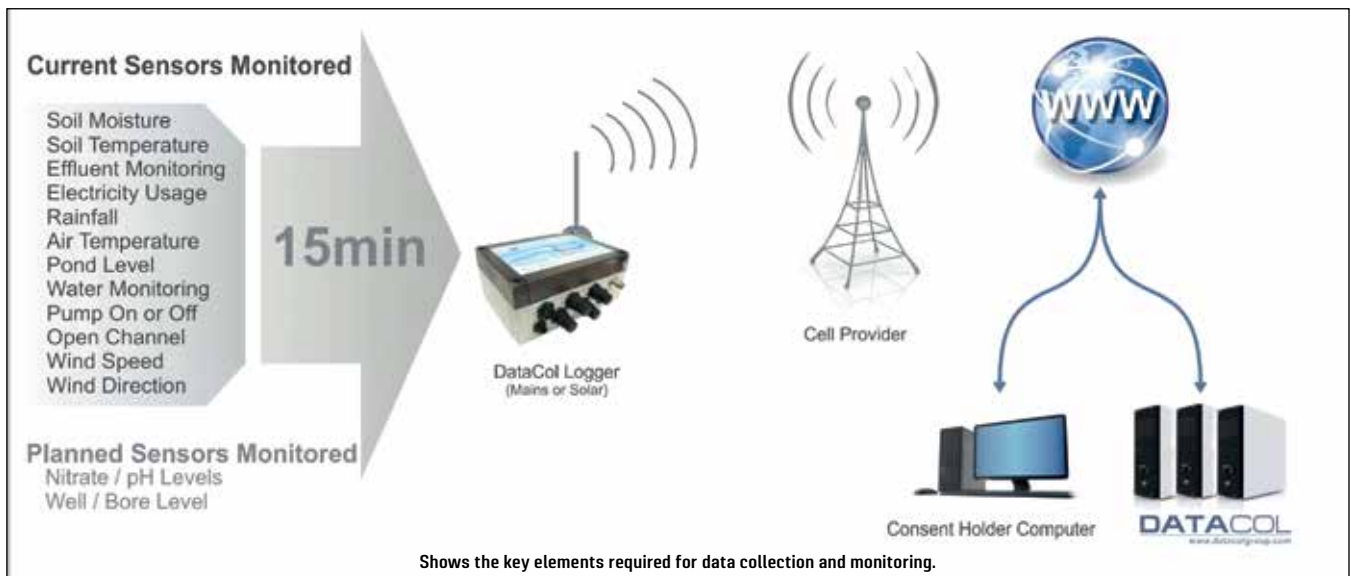 Current Sensors Monitored
Soil Moisture
Soil Temperature
Effluent Monitoring
Electricity Usage
Rainfall
Air Temperature
Pond Level
Water Monitoring
Pump On or Off
Open Channel
Wind Speed
Wind Direction
Planned Sensors Monitored
Nitrate / pH Levels
Well / Bore Level
15min
DataCol Logger
(Mains or Solar)
Cell Provider
WWW
Consent Holder Computer
DATACOL
www.datacolgroup.com
Shows the key elements required for data collection and monitoring.